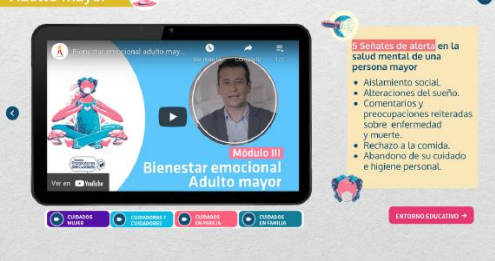 Adulto mayor
Bienestar emocional adulto may...
Ver más tarde
Compartir
1/1
Módulo III
Bienestar emocional
Adulto mayor
Ver en YouTube
5 Señales de alerta en la
salud mental de una
persona mayor
• Aislamiento social.
• Alteraciones del sueño.
• Comentarios y
preocupaciones reiteradas
sobre enfermedad
y muerte.
• Rechazo a la comida.
• Abandono de su cuidado
e higiene personal.
CUIDADOS
MUJER
CUIDADORAS Y
CUIDADORES
CUIDADOS
EN PAREJA
CUIDADOS
EN FAMILIA
ENTORNO EDUCATIVO →